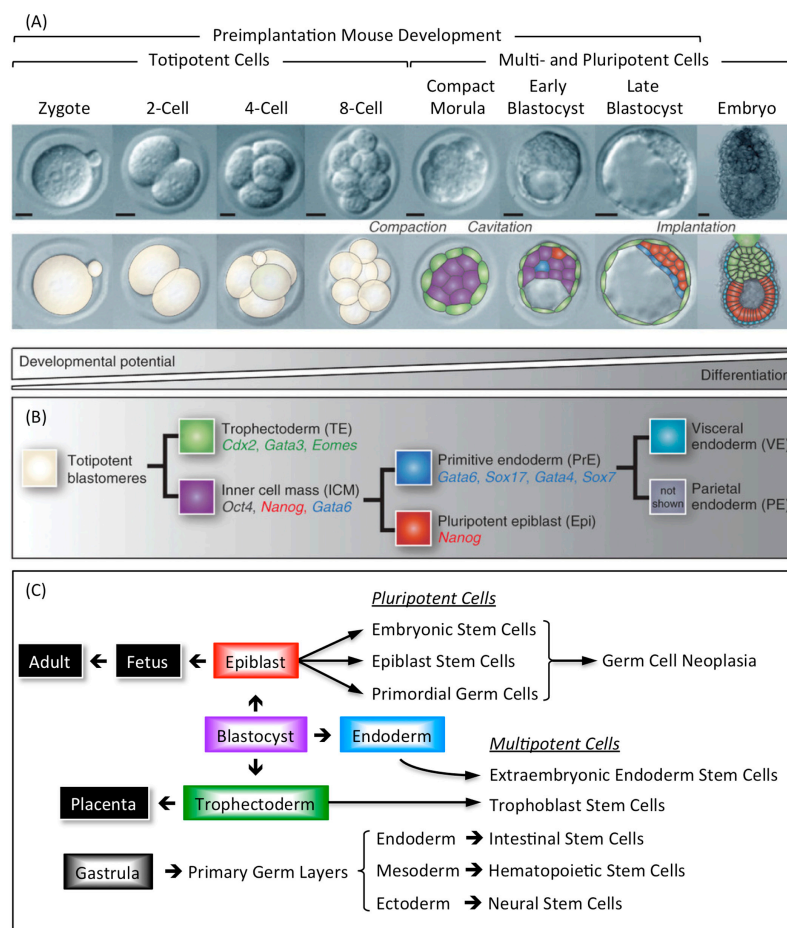 (A)
Preimplantation Mouse Development
Totipotent Cells
Multi- and Pluripotent Cells
Zygote
2-Cell
4-Cell
8-Cell
Compact
Morula
Early
Blastocyst
Late
Blastocyst
Embryo
Compaction
Cavitation
Implantation
Developmental potential
Differentiation
(B)
Totipotent
blastomeres
Trophectoderm (TE)
Cdx2, Gata3, Eomes
Inner cell mass (ICM)
Oct4, Nanog, Gata6
Primitive endoderm (PrE)
Gata6, Sox17, Gata4, Sox7
Pluripotent epiblast (Epi)
Nanog
Visceral
endoderm (VE)
not
shown
Parietal
endoderm (PE)
(C)
Pluripotent Cells
Embryonic Stem Cells
Adult
Fetus
Epiblast
Epiblast Stem Cells
Germ Cell Neoplasia
Primordial Germ Cells
Blastocyst
Endoderm
Multipotent Cells
Extraembryonic Endoderm Stem Cells
Placenta
Trophectoderm
Trophoblast Stem Cells
Gastrula
Primary Germ Layers
Endoderm
Intestinal Stem Cells
Mesoderm
Hematopoietic Stem Cells
Ectoderm
Neural Stem Cells